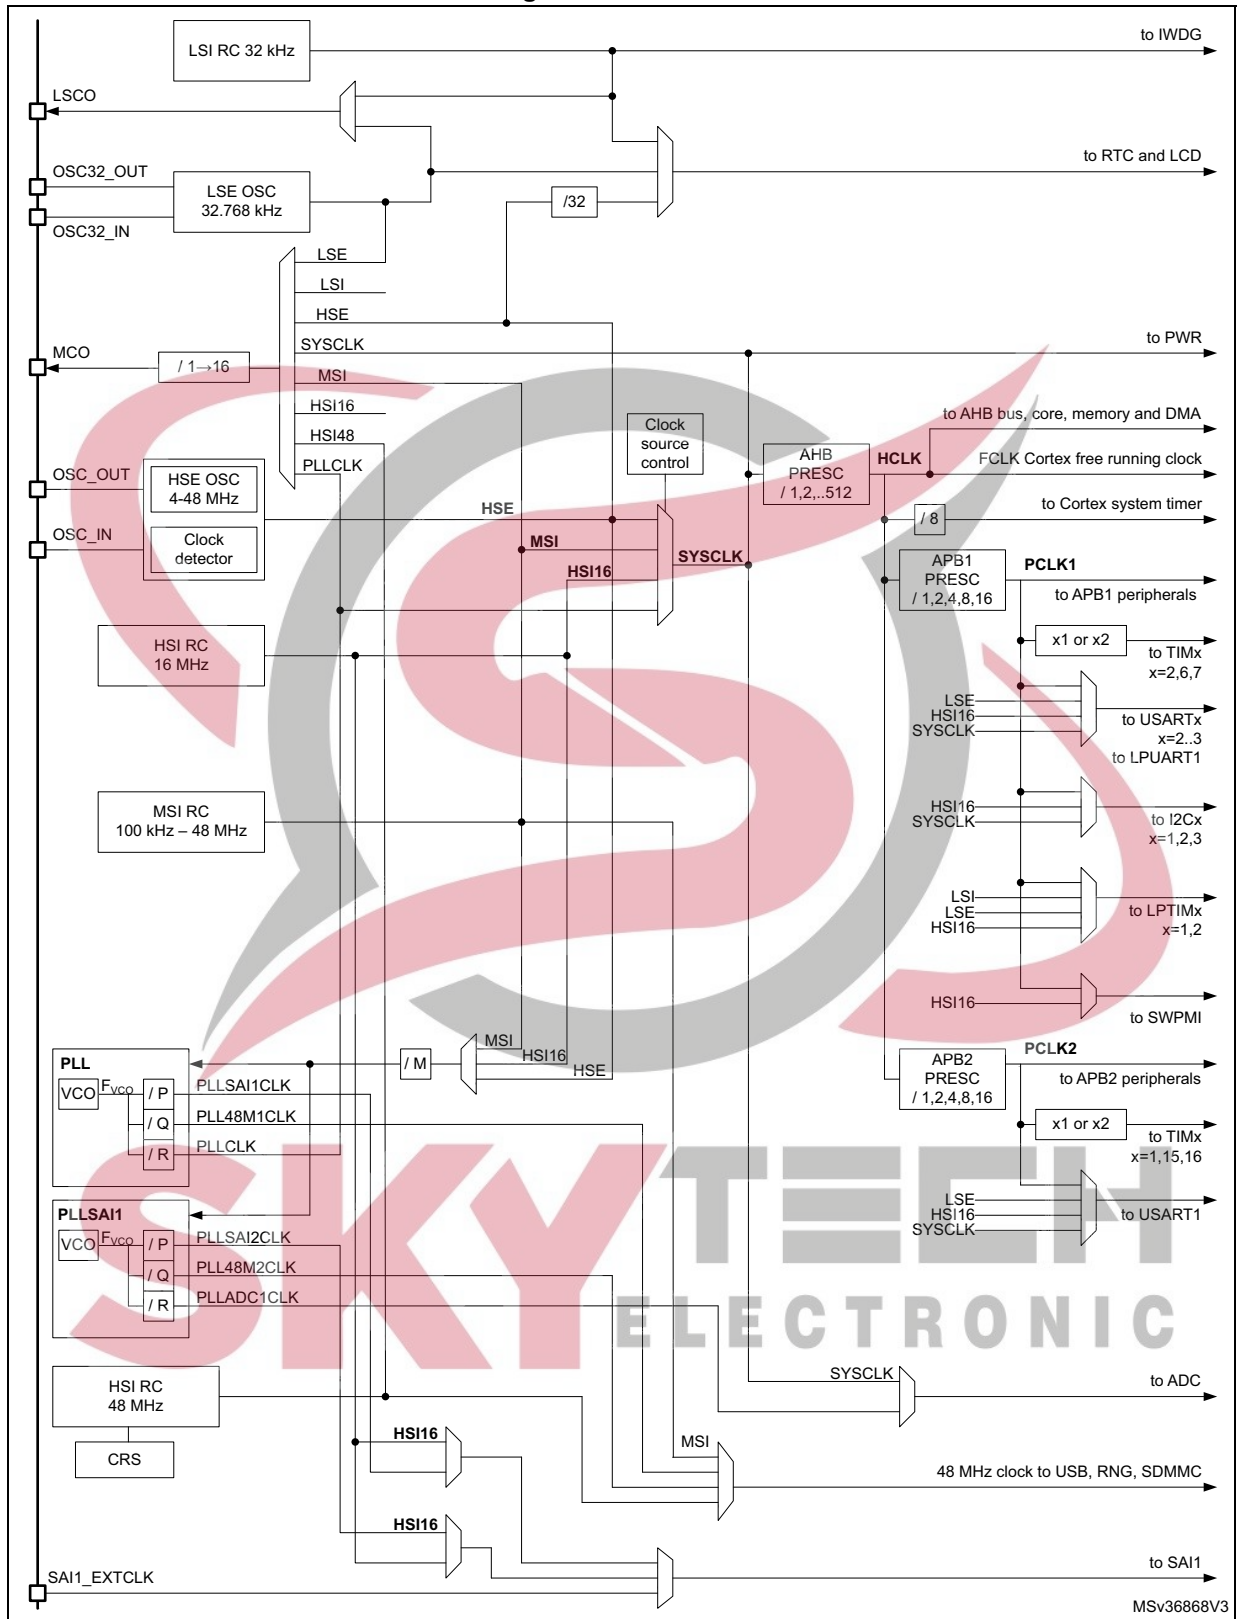 LSI RC 32 kHz
to IWDG
LSCO
to RTC and LCD
OSC32_OUT
LSE OSC
32.768 kHz
/32
OSC32_IN
LSE
LSI
HSE
SYSCLK
to PWR
MCO
/ 1→16
MSI
HSI16
to AHB bus, core, memory and DMA
Clock
source
control
HSI48
PLLCLK
AHB
PRESC
/ 1,2,..512
HCLK
FCLK Cortex free running clock
OSC_OUT
HSE OSC
4-48 MHz
HSE
/ 8
to Cortex system timer
OSC_IN
Clock
detector
MSI
SYSCLK
HSI16
APB1
PRESC
/ 1,2,4,8,16
PCLK1
to APB1 peripherals
HSI RC
16 MHz
x1 or x2
to TIMx
x=2,6,7
LSE
HSI16
SYSCLK
to USARTx
x=2..3
to LPUART1
MSI RC
100 kHz – 48 MHz
HSI16
SYSCLK
to I2Cx
x=1,2,3
LSI
LSE
HSI16
to LPTIMx
x=1,2
HSI16
to SWPMI
MSI
HSI16
HSE
/ M
PLL
VCO
FVCO
/ P
PLLSAI1CLK
/ Q
PLL48M1CLK
/ R
PLLCLK
APB2
PRESC
/ 1,2,4,8,16
PCLK2
to APB2 peripherals
x1 or x2
to TIMx
x=1,15,16
LSE
HSI16
SYSCLK
to USART1
PLLSAI1
VCO
FVCO
/ P
PLLSAI2CLK
/ Q
PLL48M2CLK
/ R
PLLADC1CLK
SKYTECH
ELECTRONIC
HSI RC
48 MHz
CRS
SYSCLK
to ADC
HSI16
MSI
48 MHz clock to USB, RNG, SDMMC
HSI16
to SAI1
SAI1_EXTCLK
MSv36868V3